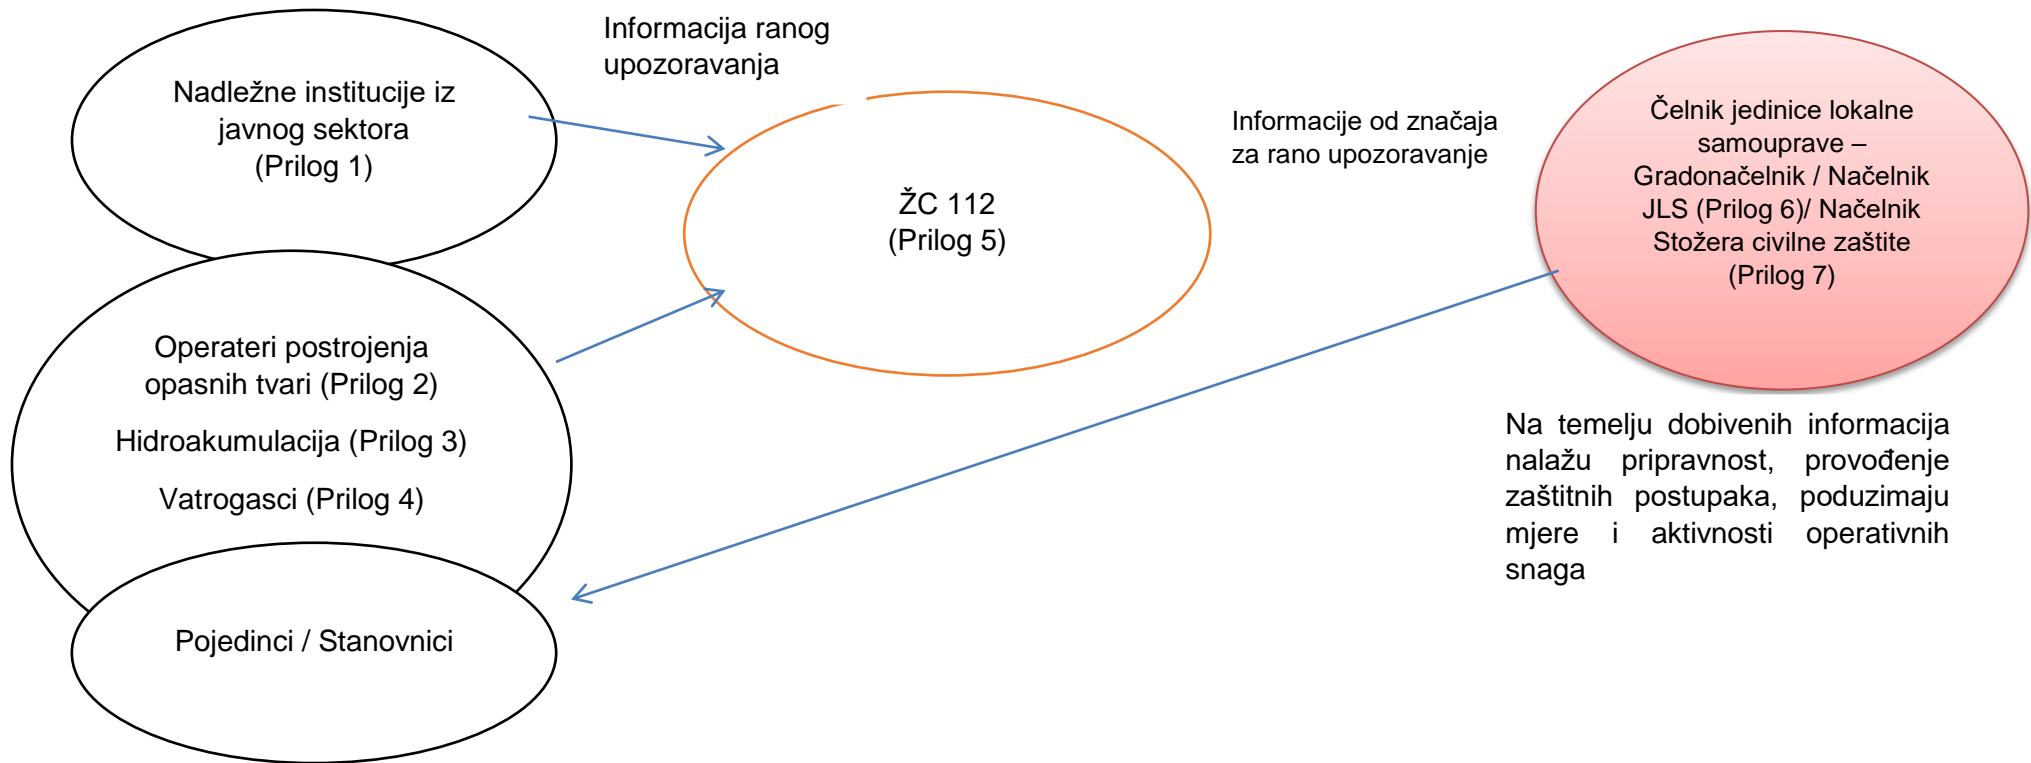 Nadležne institucije iz
javnog sektora
(Prilog 1)
Informacija ranog
upozoravanja
Operateri postrojenja
opasnih tvari (Prilog 2)
Hidroakumulacija (Prilog 3)
Vatrogasci (Prilog 4)
Pojedinci / Stanovnici
ŽC 112
(Prilog 5)
Informacije od značaja
za rano upozoravanje
Čelnik jedinice lokalne
samouprave –
Gradonačelnik / Načelnik
JLS (Prilog 6)/ Načelnik
Stožera civilne zaštite
(Prilog 7)
Na temelju dobivenih informacija
nalažu pripravnost, provođenje
zaštitnih postupaka, poduzimaju
mjere i aktivnosti operativnih
snaga